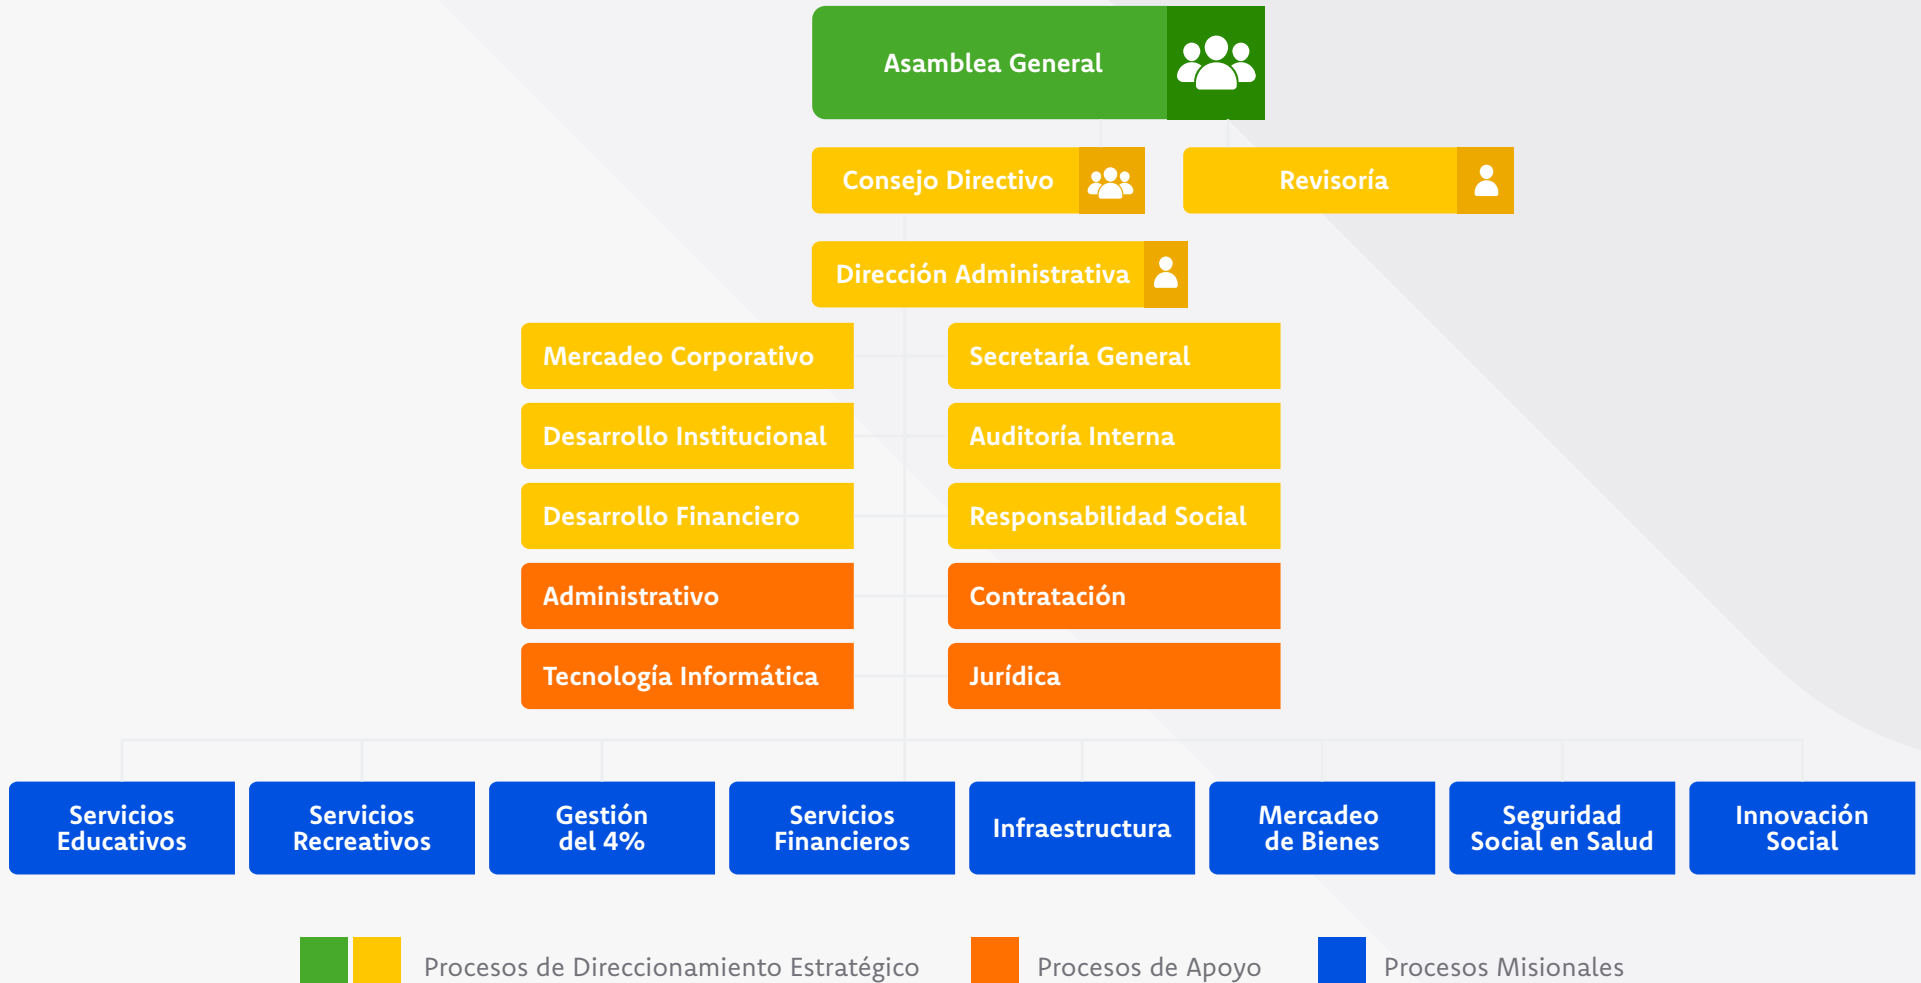 Asamblea General
Consejo Directivo
Revisoría
Dirección Administrativa
Mercadeo Corporativo
Secretaría General
Desarrollo Institucional
Auditoría Interna
Desarrollo Financiero
Responsabilidad Social
Administrativo
Contratación
Tecnología Informática
Jurídica
Servicios
Educativos
Servicios
Recreativos
Gestión
del 4%
Servicios
Financieros
Infraestructura
Mercadeo
de Bienes
Seguridad
Social en Salud
Innovación
Social
Procesos de Direccionamiento Estratégico
Procesos de Apoyo
Procesos Misionales